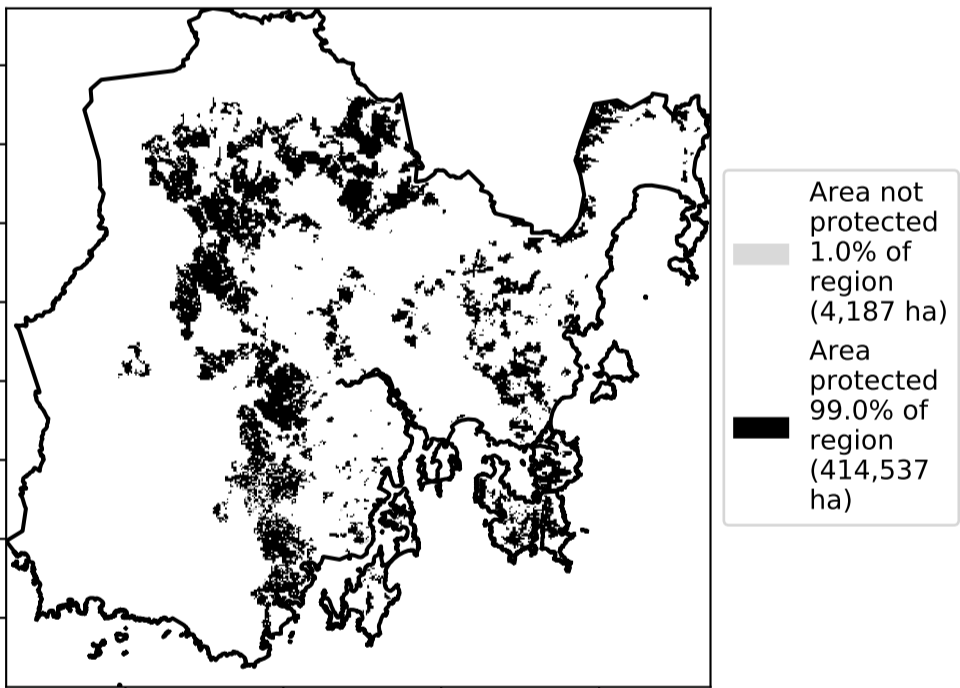 Area not
protected
1.0% of
region
(4,187 ha)
Area
protected
99.0% of
region
(414,537
ha)